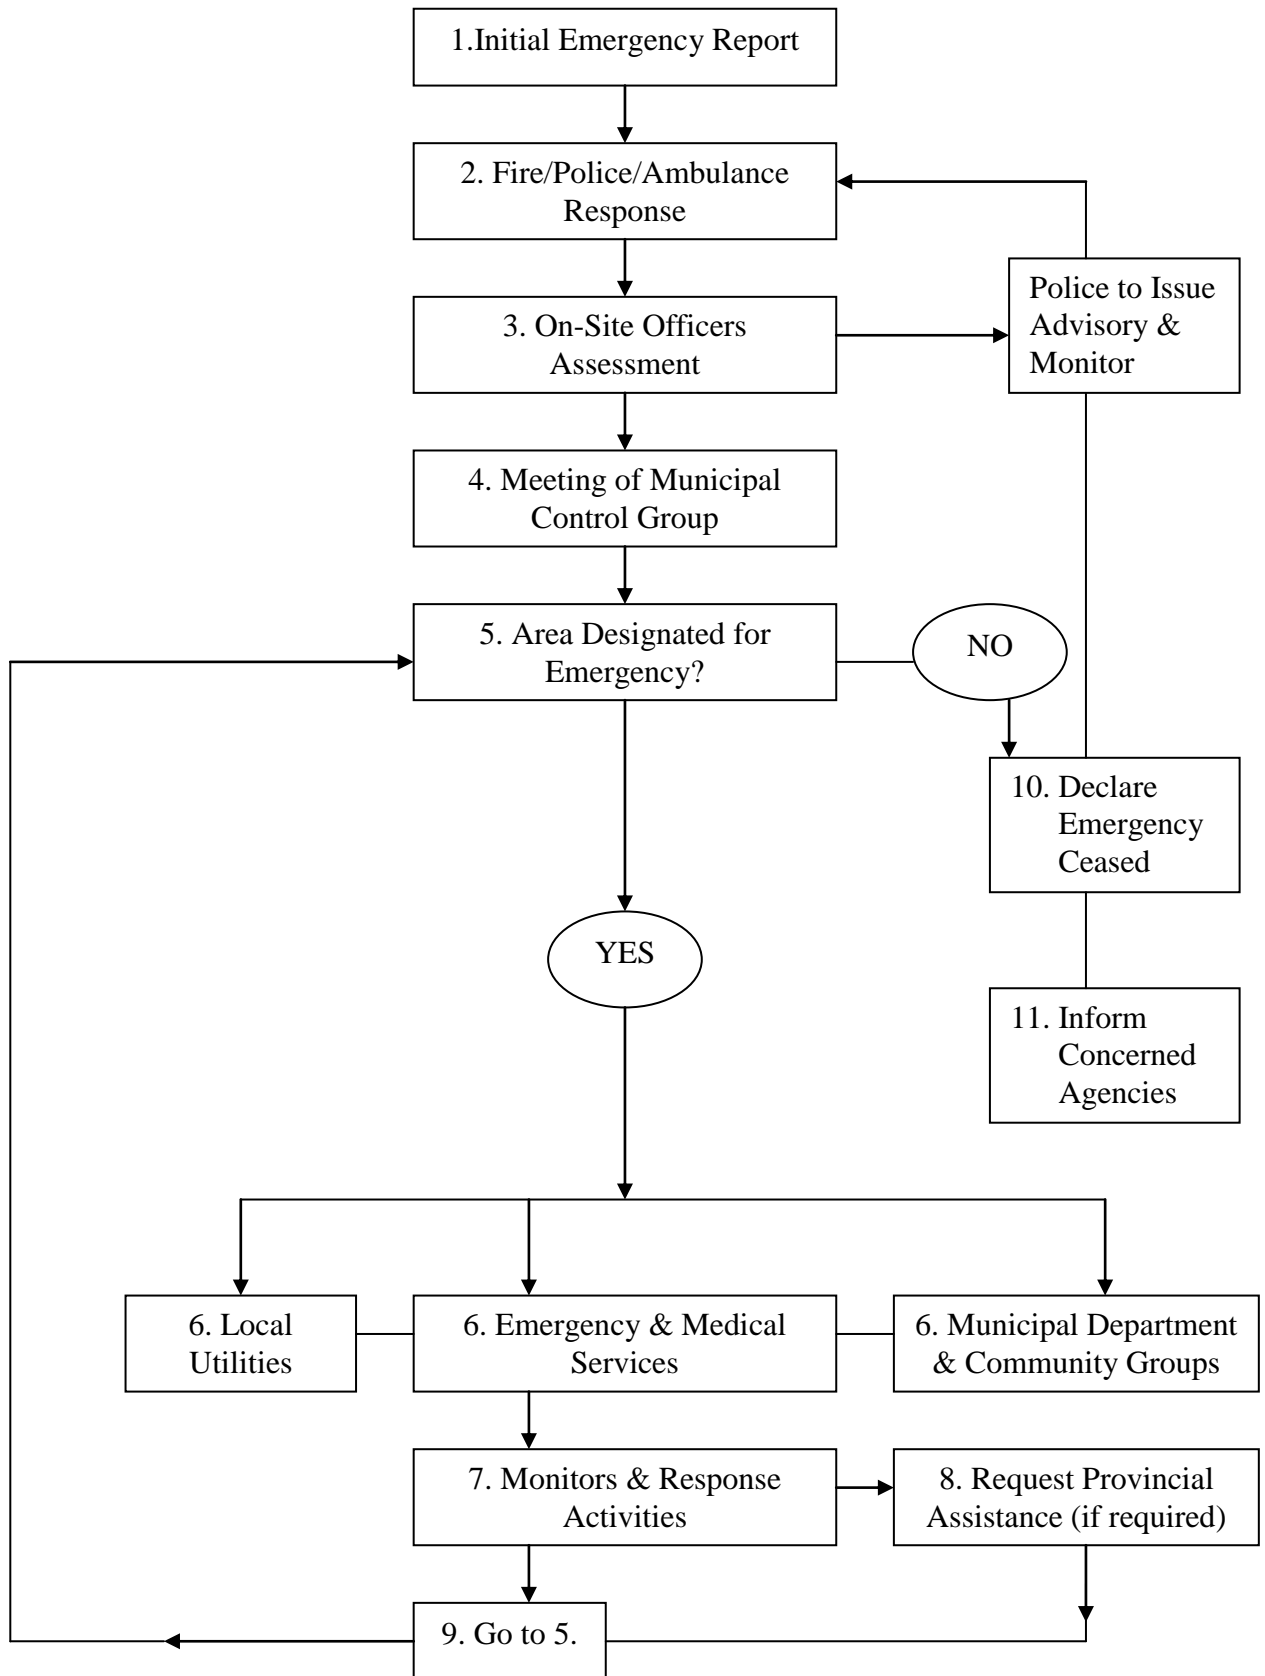 1.Initial Emergency Report
2. Fire/Police/Ambulance
Response
Police to Issue
Advisory &
Monitor
3. On-Site Officers
Assessment
4. Meeting of Municipal
Control Group
5. Area Designated for
Emergency?
NO
10. Declare
Emergency
Ceased
YES
11. Inform
Concerned
Agencies
6. Local
Utilities
6. Emergency & Medical
Services
6. Municipal Department
& Community Groups
7. Monitors & Response
Activities
8. Request Provincial
Assistance (if required)
9. Go to 5.